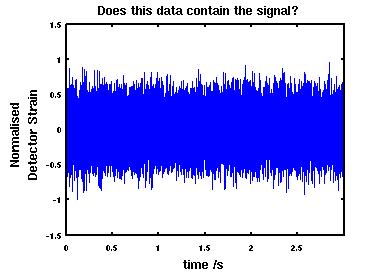 Does this data contain the signal?
1.5
1
0.5
0
-0.5
-1
-1.5
Normalised
Detector Strain
0 0.5 1 1.5 2 2.5
time /s